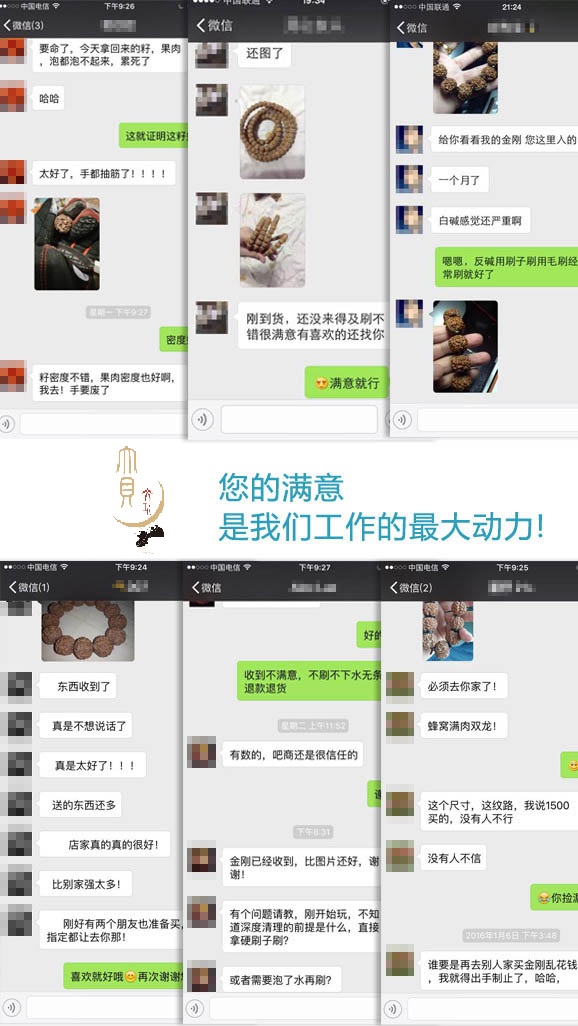 中国电信 下午9:26
微信(3)
要命了，今天拿回来的籽，果肉
，泡都泡不起来，累死了
哈哈
这就证明这籽
太好了，手都抽筋了！！！！
星期一 下午9:27
密度
籽密度不错，果肉密度也好啊，
我去！手要废了
中国联通 19:34
微信
还图了
刚到货，还没来得及刷不
错很满意有喜欢的还找你
满意就行
中国联通 21:24
微信
给你看看我的金刚 您这里入的
一个月了
白碱感觉还严重啊
嗯嗯，反碱用刷子刷用毛刷经
常刷就好了
您的满意
是我们工作的最大动力!
中国电信 下午9:24
微信(1)
东西收到了
真是不想说话了
真是太好了！！！
送的东西还多
店家真的真的很好！
比别家强太多！
刚好有两个朋友也准备买，
指定都让去你那！
喜欢就好哦😊再次谢谢
中国电信 下午9:27
微信
好的
收到不满意，不刷不下水无条
退款退货
星期二 上午11:52
有数的，吧商还是很信任的
谢
下午6:31
金刚已经收到，比图片还好，谢
谢！
有个问题请教，刚开始玩，不知
道深度清理的前提是什么，直接
拿硬刷子刷?
或者需要泡了水再刷?
中国电信 下午9:25
微信(2)
必须去你家了！
蜂窝满肉双龙！
这个尺寸，这纹路，我说1500
买的，没有人不行
没有人不信
你捡漏
2016年1月6日 下午3:48
谁要是再去别人家买金刚乱花钱
，我就得出手制止了，哈哈，